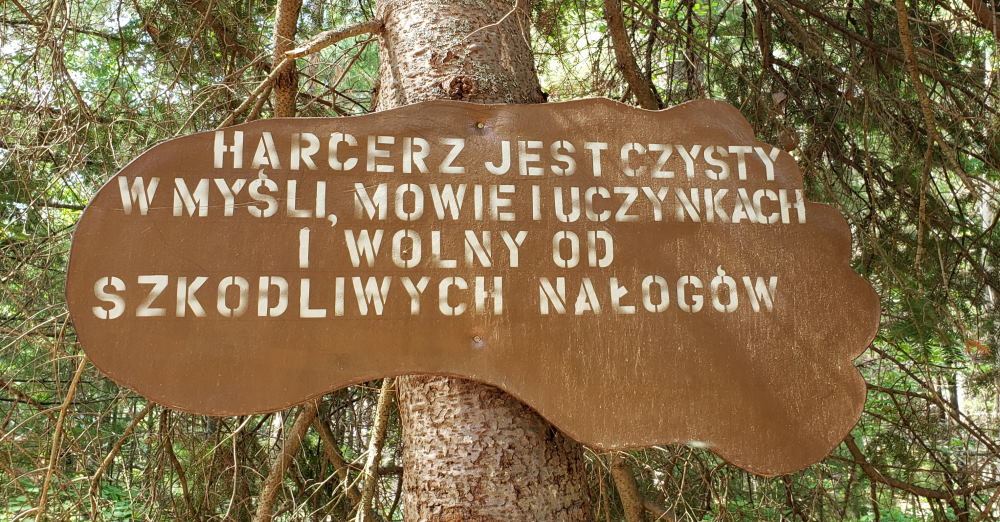 HARCERZ JEST CZYSTY
W MYŚLI, MOWIE I UCZYNKACH
I WOLNY OD
SZKODLIWYCH NAŁOGÓW